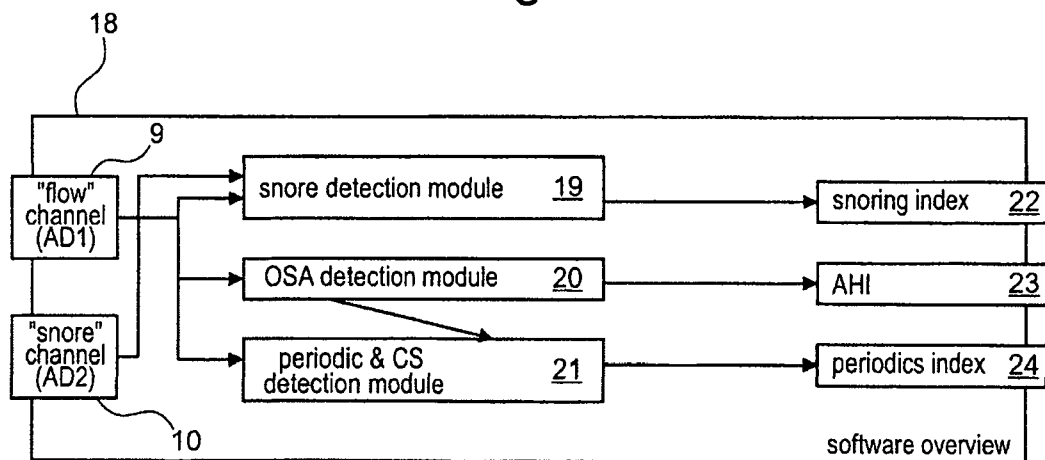 18
9
"flow"
channel
(AD1)
snore detection module 19
snoring index 22
OSA detection module 20
AHI 23
"snore"
channel
(AD2)
periodic & CS
detection module 21
periodics index 24
10
software overview